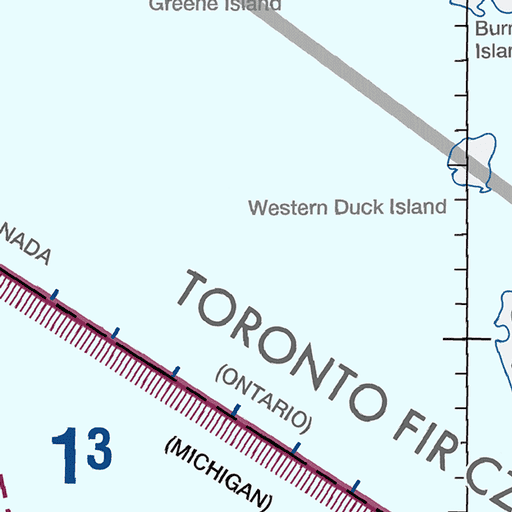 Greene Island
Burn
Islan
Western Duck Island
NADA
TORONTO FIR CZ
(ONTARIO)
(MICHIGAN)
13